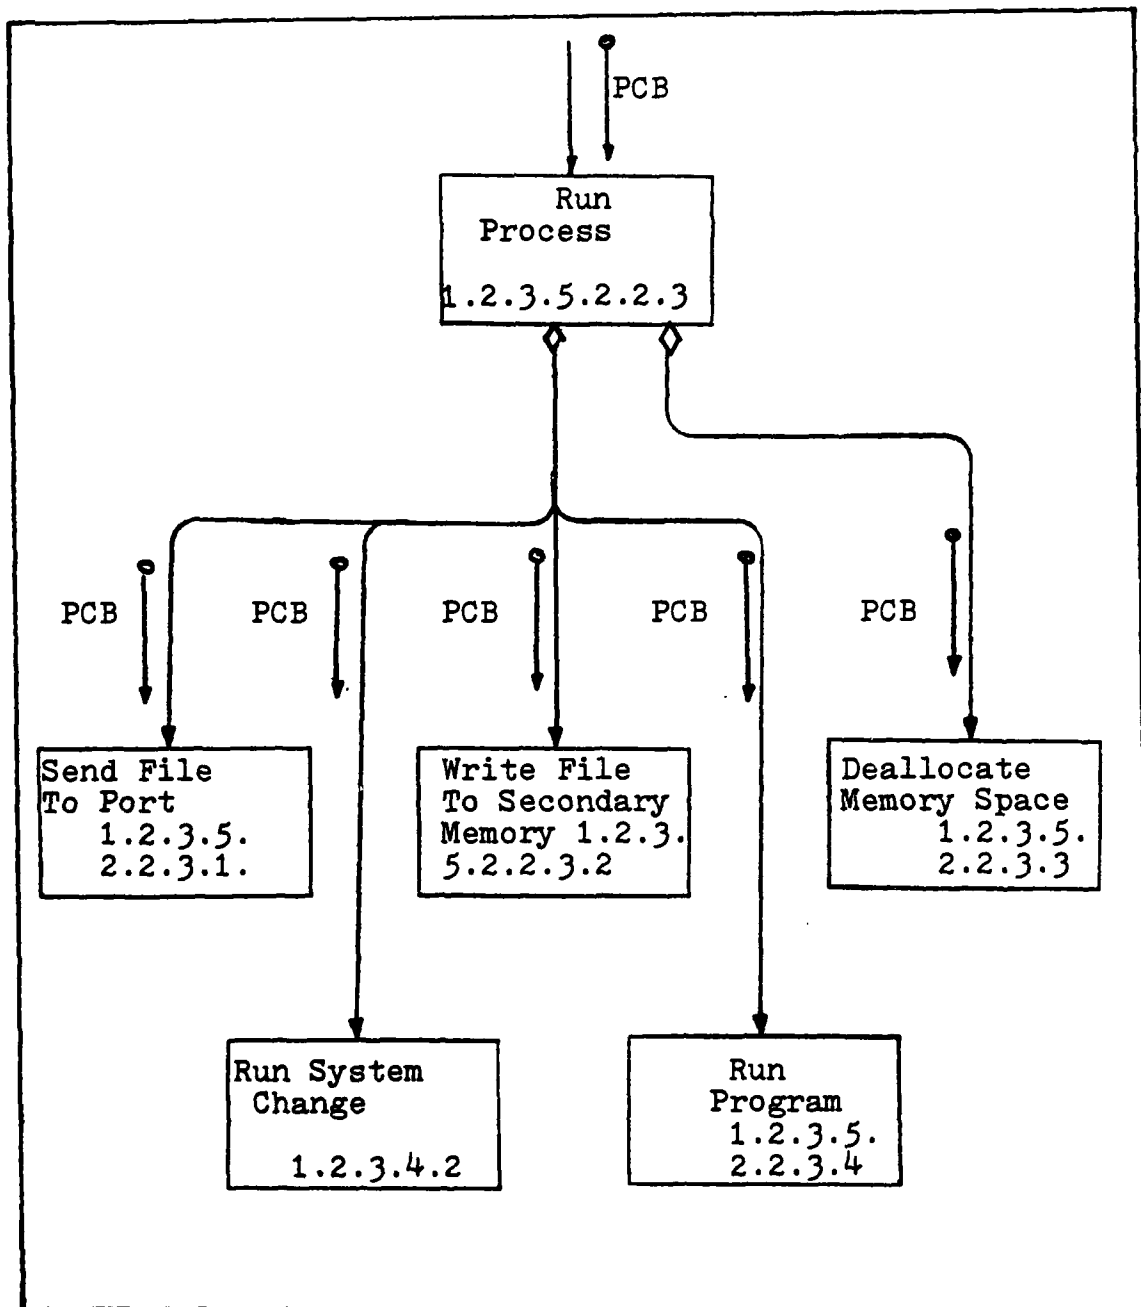 PCB
Run
Process
1.2.3.5.2.2.3
PCB
PCB
PCB
PCB
PCB
Send File
To Port
1.2.3.5.
2.2.3.1.
Write File
To Secondary
Memory 1.2.3.
5.2.2.3.2
Deallocate
Memory Space
1.2.3.5.
2.2.3.3
Run System
Change
1.2.3.4.2
Run
Program
1.2.3.5.
2.2.3.4